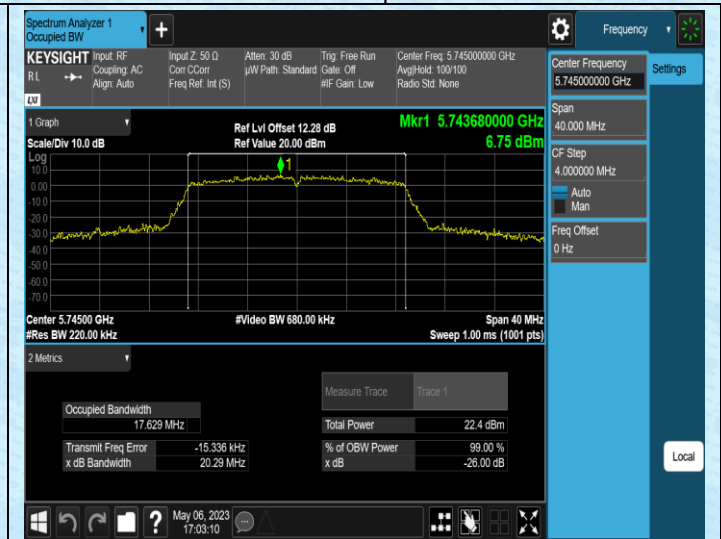 Spectrum Analyzer 1
Occupied BW
+
Frequency
KEYSIGHT
R L
LXI
Input: RF
Coupling: AC
Align: Auto
Input Z: 50 Ω
Corr CCorr
Freq Ref: Int (S)
Atten: 30 dB
µW Path: Standard
Trig: Free Run
Gate: Off
#IF Gain: Low
Center Freq: 5.745000000 GHz
Avg|Hold: 100/100
Radio Std: None
Center Frequency
5.745000000 GHz
Settings
Span
40.000 MHz
CF Step
4.000000 MHz
Auto
Man
Freq Offset
0 Hz
Local
1 Graph
Scale/Div 10.0 dB
Ref Lvl Offset 12.28 dB
Ref Value 20.00 dBm
Mkr1 5.743680000 GHz
6.75 dBm
Log
1
10.0
0.00
-10.0
-20.0
-30.0
-40.0
-50.0
-60.0
-70.0
Center 5.74500 GHz
#Res BW 220.00 kHz
#Video BW 680.00 kHz
Span 40 MHz
Sweep 1.00 ms (1001 pts)
2 Metrics
Measure Trace Trace 1
Occupied Bandwidth
17.629 MHz
Total Power 22.4 dBm
Transmit Freq Error -15.336 kHz
% of OBW Power 99.00 %
x dB Bandwidth 20.29 MHz
x dB -26.00 dB
?
May 06, 2023
17:03:10